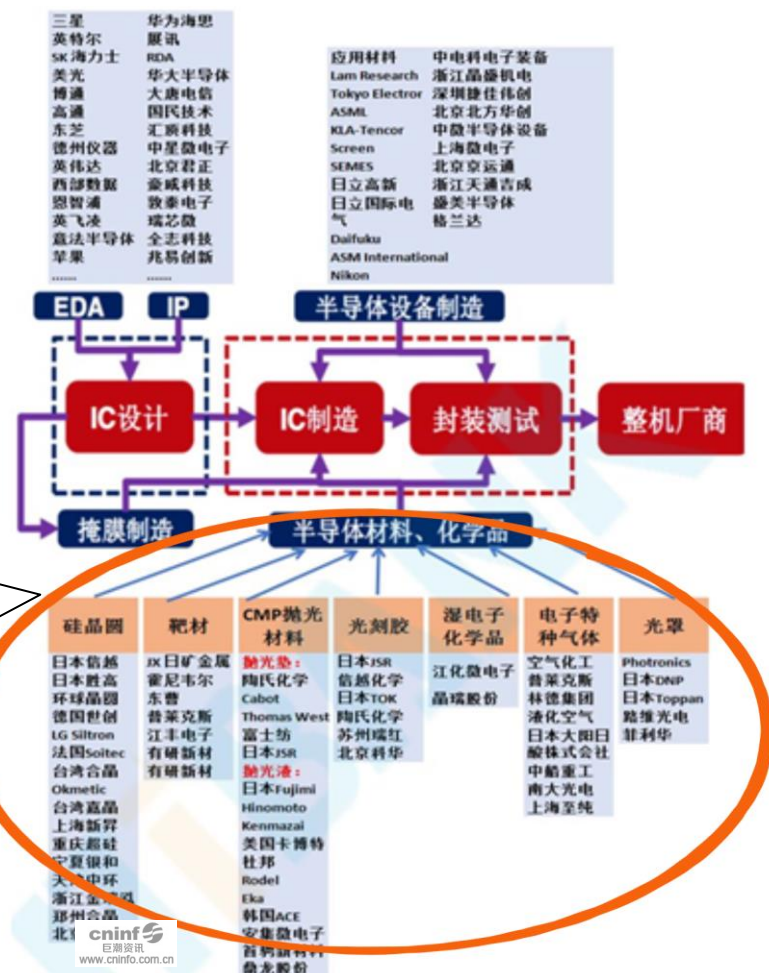 三星 华为海思
英特尔 展讯
SK 海力士 RDA
美光 华大半导体
博通 大唐电信
高通 国民技术
东芝 汇顶科技
德州仪器 中星微电子
英伟达 北京君正
西部数据 豪威科技
恩智浦 敦泰电子
英飞凌 瑞芯微
意法半导体 全志科技
苹果 兆易创新
...... ......
应用材料 中电科电子装备
Lam Research 浙江晶盛机电
Tokyo Electror 深圳捷佳伟创
ASML 北京北方华创
KLA-Tencor 中微半导体设备
Screen 上海微电子
SEMES 北京京运通
日立高新 浙江天通吉成
日立国际电 盛美半导体
气 格兰达
Daifuku
ASM International
Nikon
EDA IP
半导体设备制造
IC设计 IC制造 封装测试 整机厂商
掩膜制造 半导体材料、化学品
硅晶圆
日本信越
日本胜高
环球晶圆
德国世创
LG Siltron
法国Soitec
台湾合晶
Okmetic
台湾嘉晶
上海新昇
重庆超硅
宁夏银和
中环
浙江金
郑州合晶
北
靶材
JX日矿金属
霍尼韦尔
东曹
普莱克斯
江丰电子
有研新材
有研新材
CMP抛光
材料
抛光垫：
陶氏化学
Cabot
Thomas West
富士纺
日本JSR
抛光液：
日本Fujimi
Hinomoto
Kenmazai
美国卡博特
杜邦
Rodel
Eka
韩国ACE
安集微电子
新材料
鼎龙股份
光刻胶
日本JSR
信越化学
日本TOK
陶氏化学
苏州瑞红
北京科华
湿电子
化学品
江化微电子
晶瑞股份
电子特
种气体
空气化工
普莱克斯
林德集团
液化空气
日本大阳日
酸株式会社
中船重工
南大光电
上海至纯
光罩
Photronics
日本DNP
日本Toppan
路维光电
菲利华
cninf
巨潮资讯
www.cninfo.com.cn